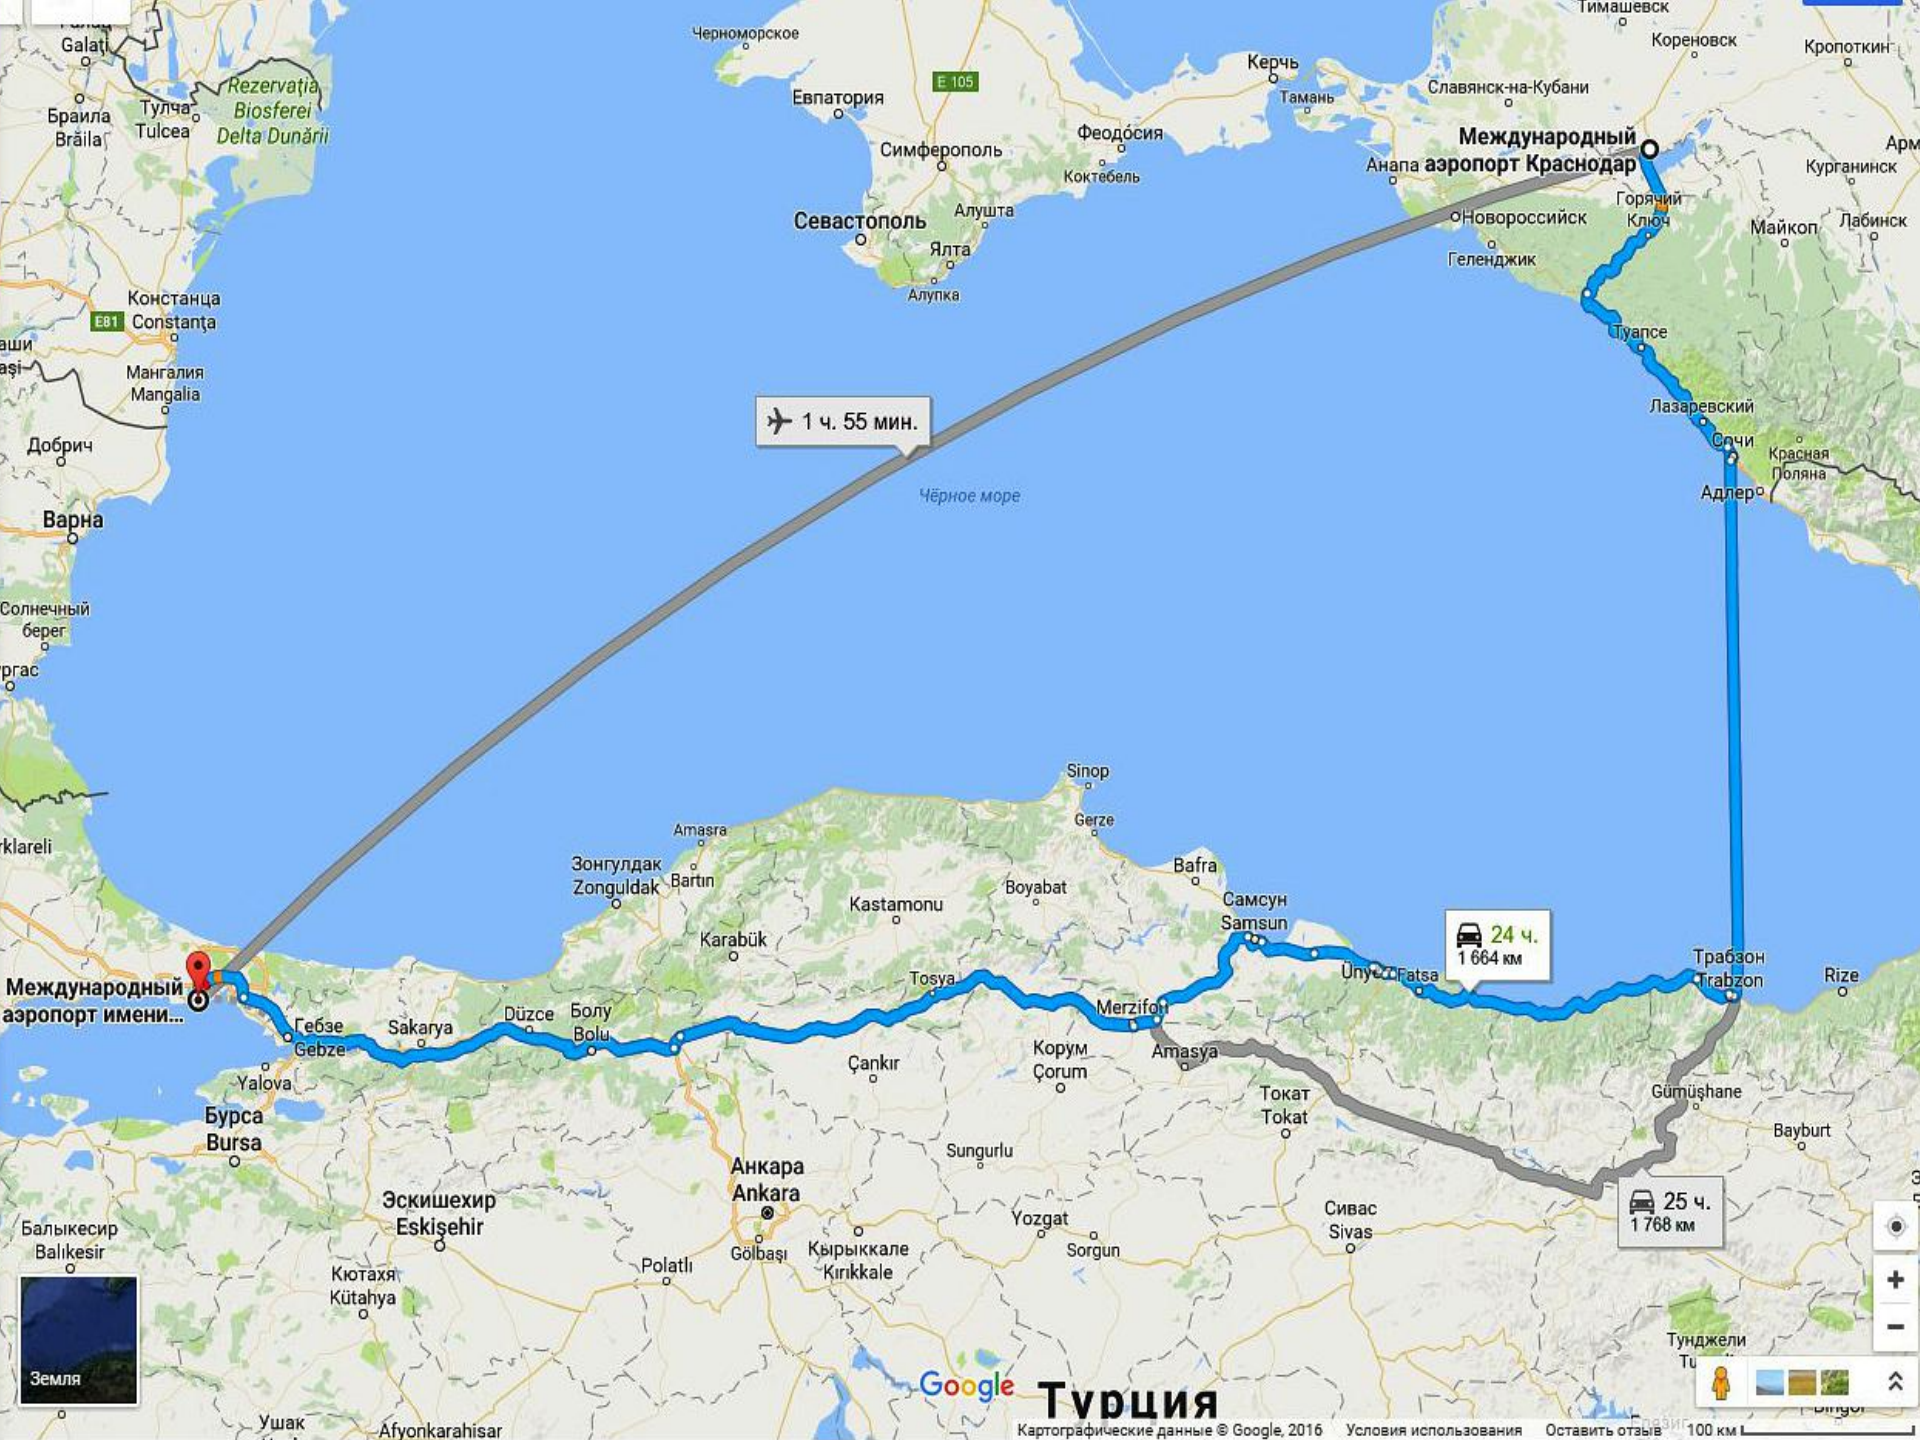 Galați
Браила
Brăila
Тулча
Tulcea
Rezervația
Biosferei
Delta Dunării
Черноморское
Евпатория
E 105
Симферополь
Севастополь
Алушта
Ялта
Алупка
Феодо́сия
Коктебель
Керчь
Тамань
Тимашевск
Кореновск
Кропоткин
Славянск-на-Кубани
Международный
аэропорт Краснодар
Анапа
Новороссийск
Геленджик
Горячий
Ключ
Майкоп
Лабинск
Курганинск
Арм
Туапсе
Лазаревский
Сочи
Красная
Поляна
Адлер
Констанца
Constanța
E81
Мангалия
Mangalia
Добрич
Варна
Солнечный
берег
1 ч. 55 мин.
Чёрное море
Sinop
Gerze
Amasra
Зонгулдак
Zonguldak
Bartın
Bafra
Boyabat
Kastamonu
Karabük
Самсун
Samsun
24 ч.
1 664 км
Трабзон
Trabzon
Rize
Fatsa
Tosya
Merzifon
Международный
аэропорт имени...
Гебзе
Gebze
Sakarya
Düzce
Болу
Bolu
Yalova
Çankır
Корум
Çorum
Amasya
Токат
Tokat
Gümüşhane
Bayburt
Бурса
Bursa
Sungurlu
Анкара
Ankara
25 ч.
1 768 км
Эскишехир
Eskişehir
Yozgat
Sorgun
Сивас
Sivas
Gölbaşı
Кырыккале
Kırıkkale
Polatlı
Балыкесир
Balıkesir
Кютахя
Kütahya
Земля
Тунджели
Ушак
Afyonkarahisar
Google
Турция
Картографические данные © Google, 2016
Условия использования
Оставить отзыв
100 км